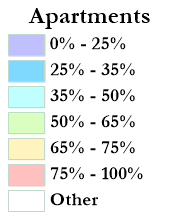 Apartments
0% - 25%
25% - 35%
35% - 50%
50% - 65%
65% - 75%
75% - 100%
Other